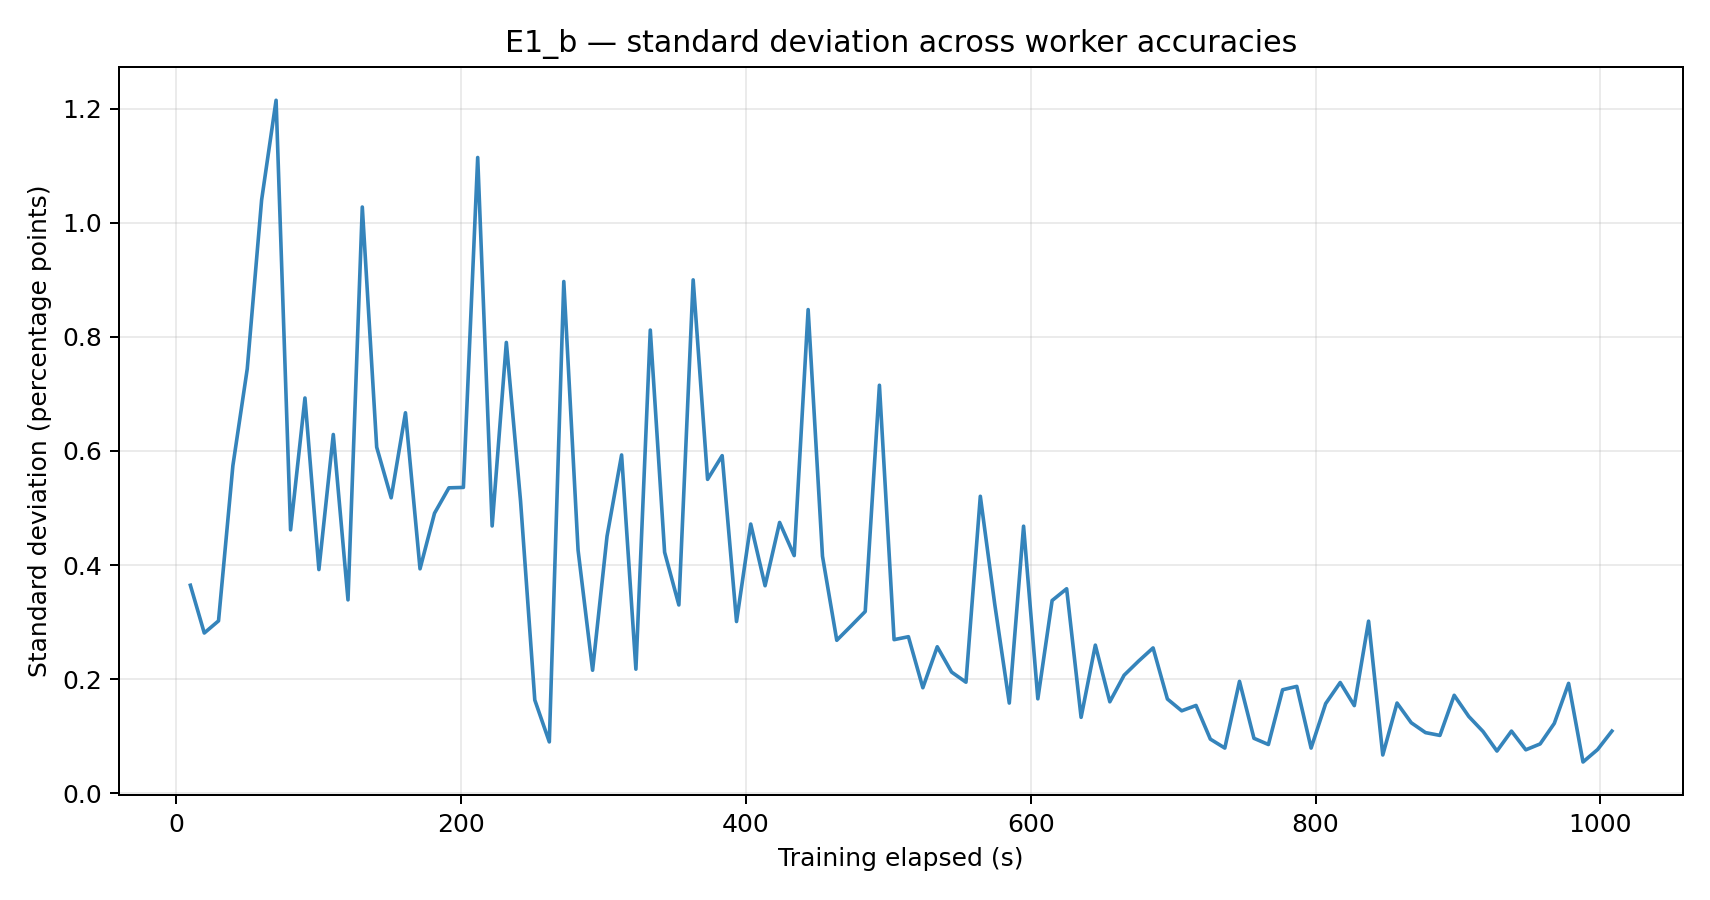 E1_b — standard deviation across worker accuracies
Standard deviation (percentage points)
1.2
1.0
0.8
0.6
0.4
0.2
0.0
0 200 400 600 800 1000
Training elapsed (s)